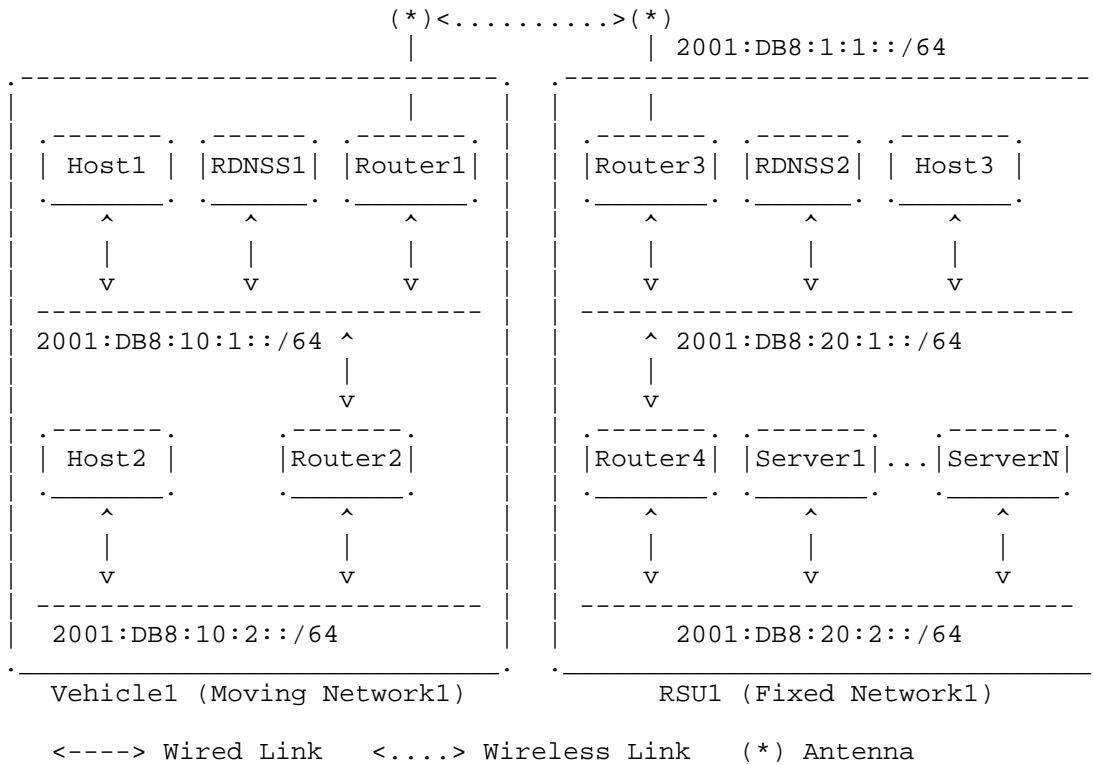 (*)<..........>(*)
2001:DB8:1:1::/64
Host1 RDNSS1 Router1 Router3 RDNSS2 Host3
2001:DB8:10:1::/64 2001:DB8:20:1::/64
Host2 Router2 Router4 Server1 ... ServerN
2001:DB8:10:2::/64 2001:DB8:20:2::/64
Vehicle1 (Moving Network1) RSU1 (Fixed Network1)
<----> Wired Link <....> Wireless Link (*) Antenna